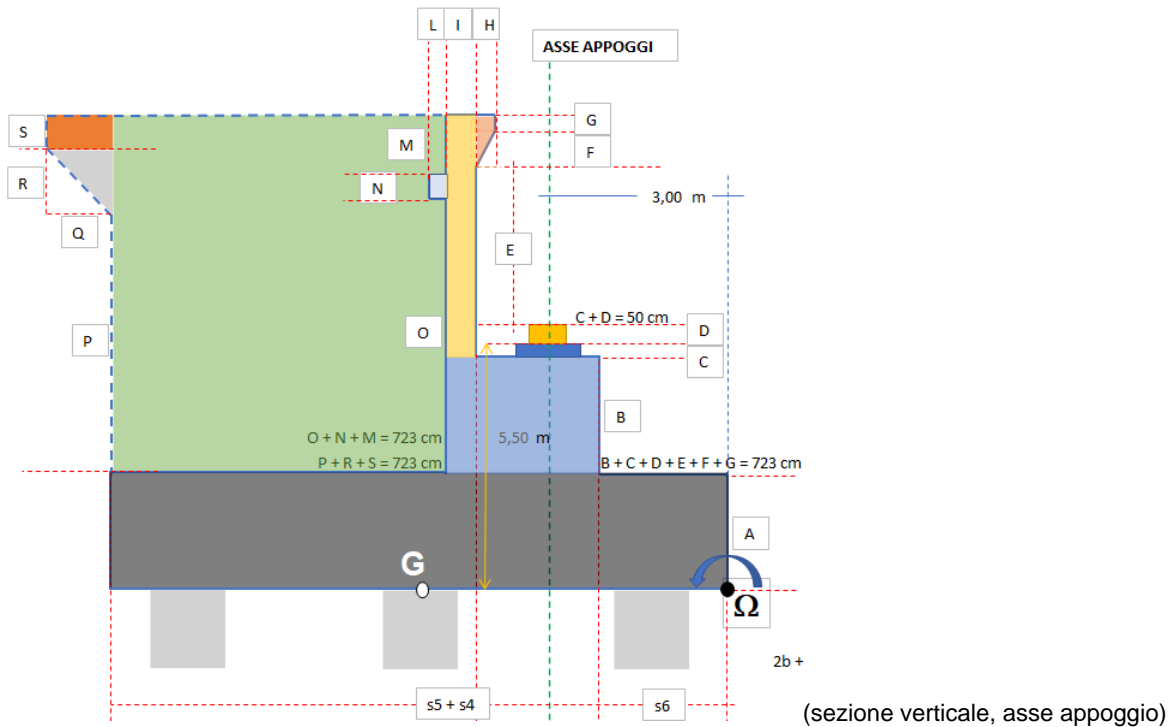 L I H
ASSE APPOGGI
S
M
G
F
R
N
3,00 m
Q
E
C + D = 50 cm
D
P
O
C
B
O + N + M = 723 cm
5,50 m
P + R + S = 723 cm
B + C + D + E + F + G = 723 cm
A
G
Ω
2b +
s5 + s4
s6
(sezione verticale, asse appoggio)